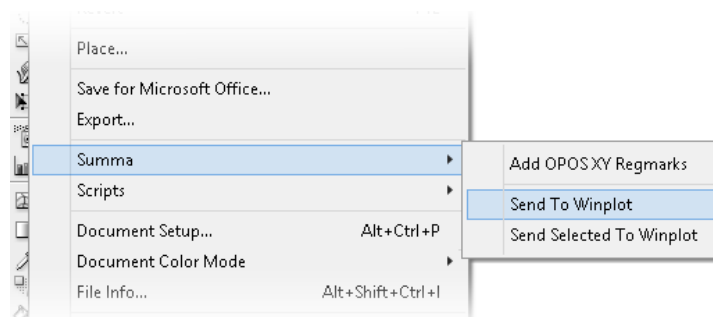 Place...
Save for Microsoft Office...
Export...
Summa
Scripts
Document Setup... Alt+Ctrl+P
Document Color Mode
File Info... Alt+Shift+Ctrl+I
Add OPOS XY Regmarks
Send To Winplot
Send Selected To Winplot